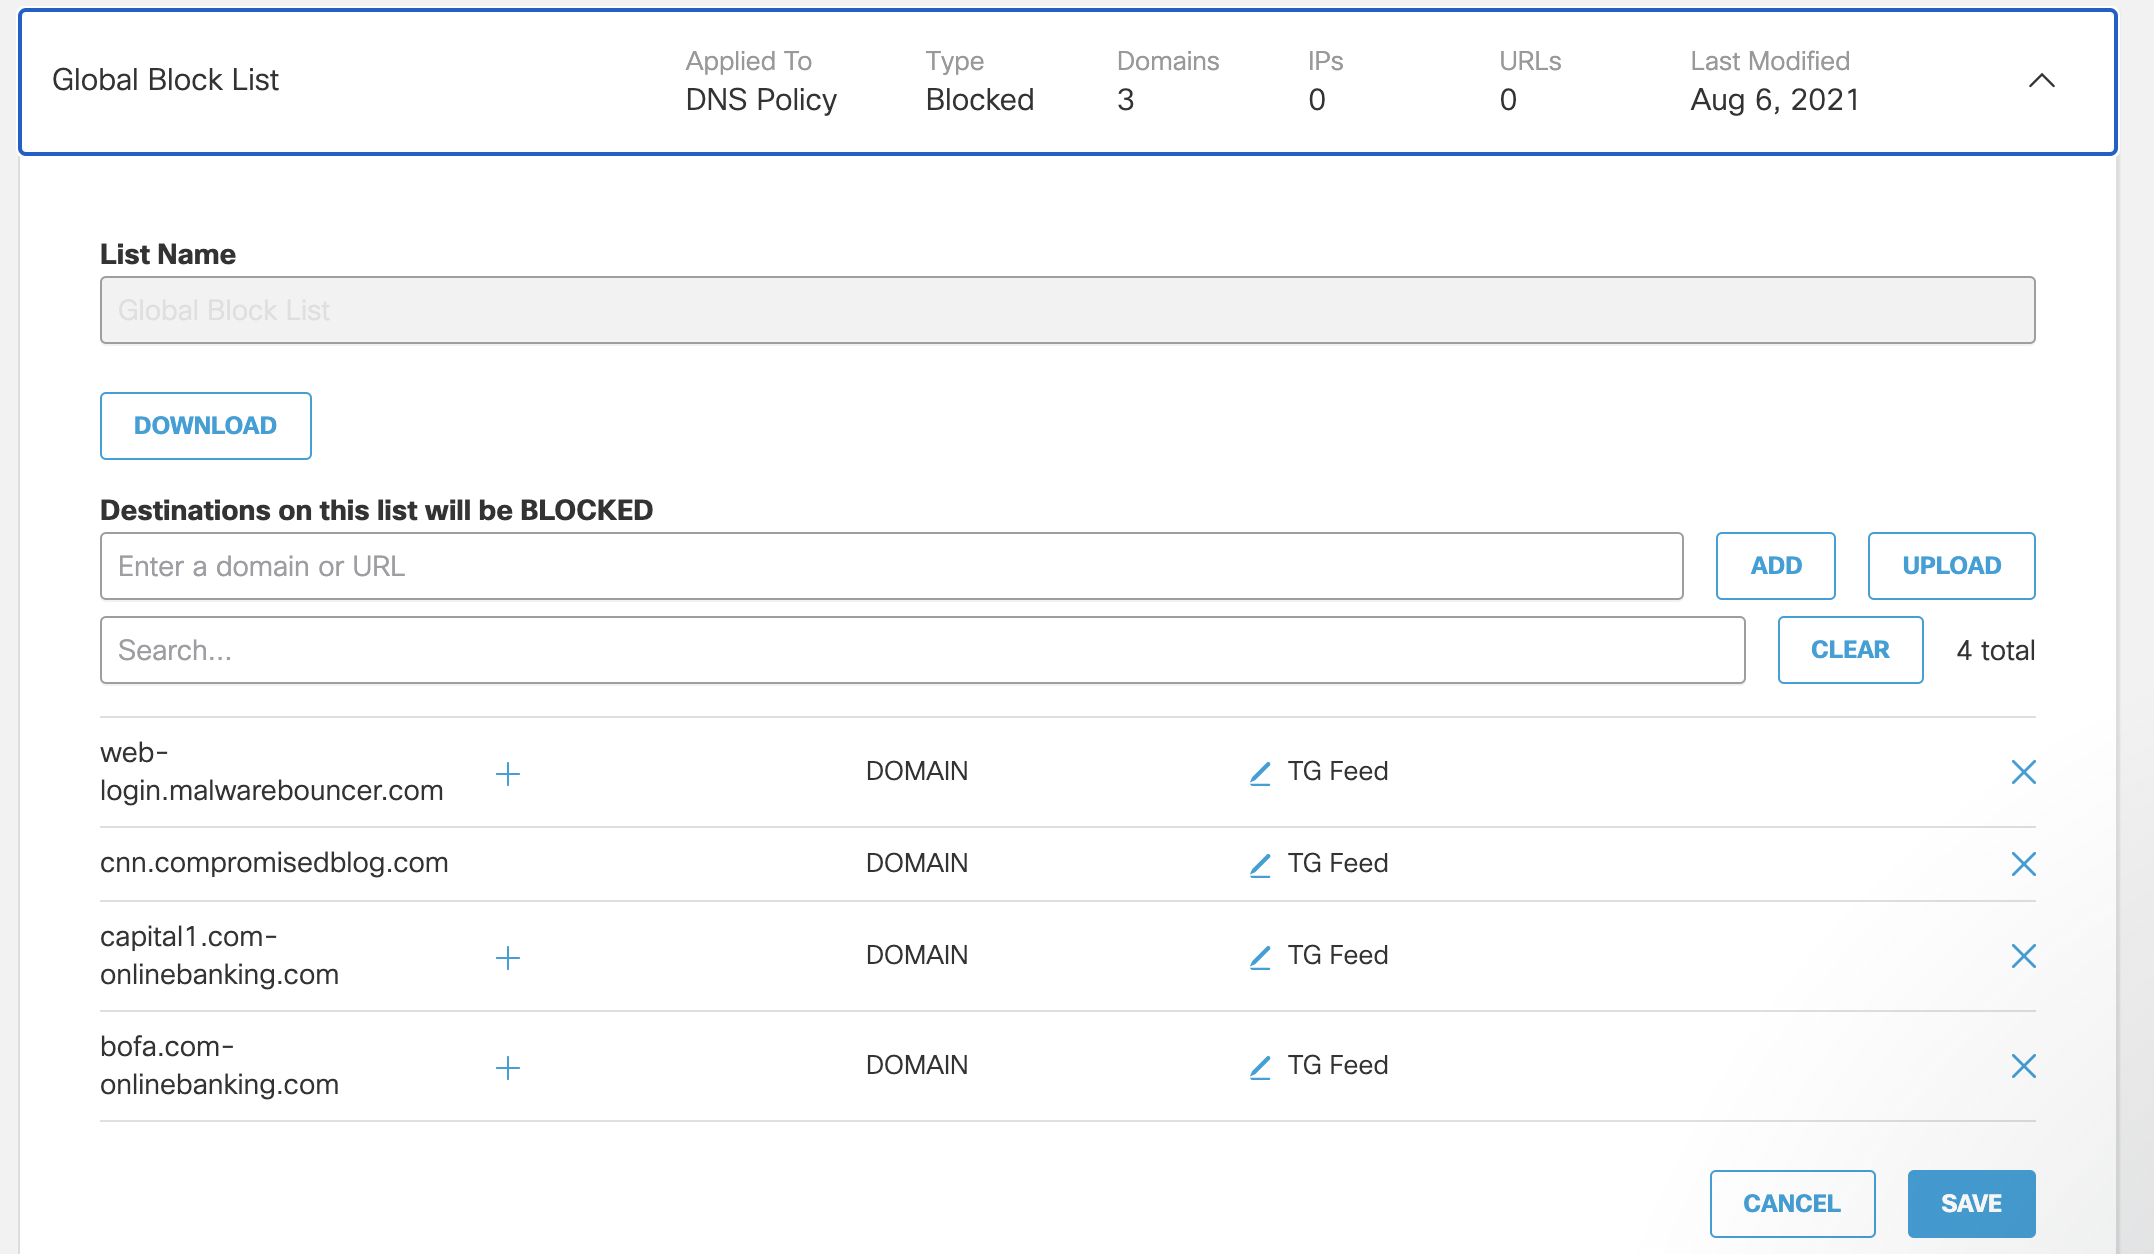 Global Block List
Applied To
DNS Policy
Type
Blocked
Domains
3
IPs
0
URLs
0
Last Modified
Aug 6, 2021
List Name
Global Block List
DOWNLOAD
Destinations on this list will be BLOCKED
Enter a domain or URL
ADD
UPLOAD
Search...
CLEAR
4 total
web-
login.malwarebouncer.com
DOMAIN
TG Feed
cnn.compromisedblog.com
DOMAIN
TG Feed
capital1.com-
onlinebanking.com
DOMAIN
TG Feed
bofa.com-
onlinebanking.com
DOMAIN
TG Feed
CANCEL
SAVE